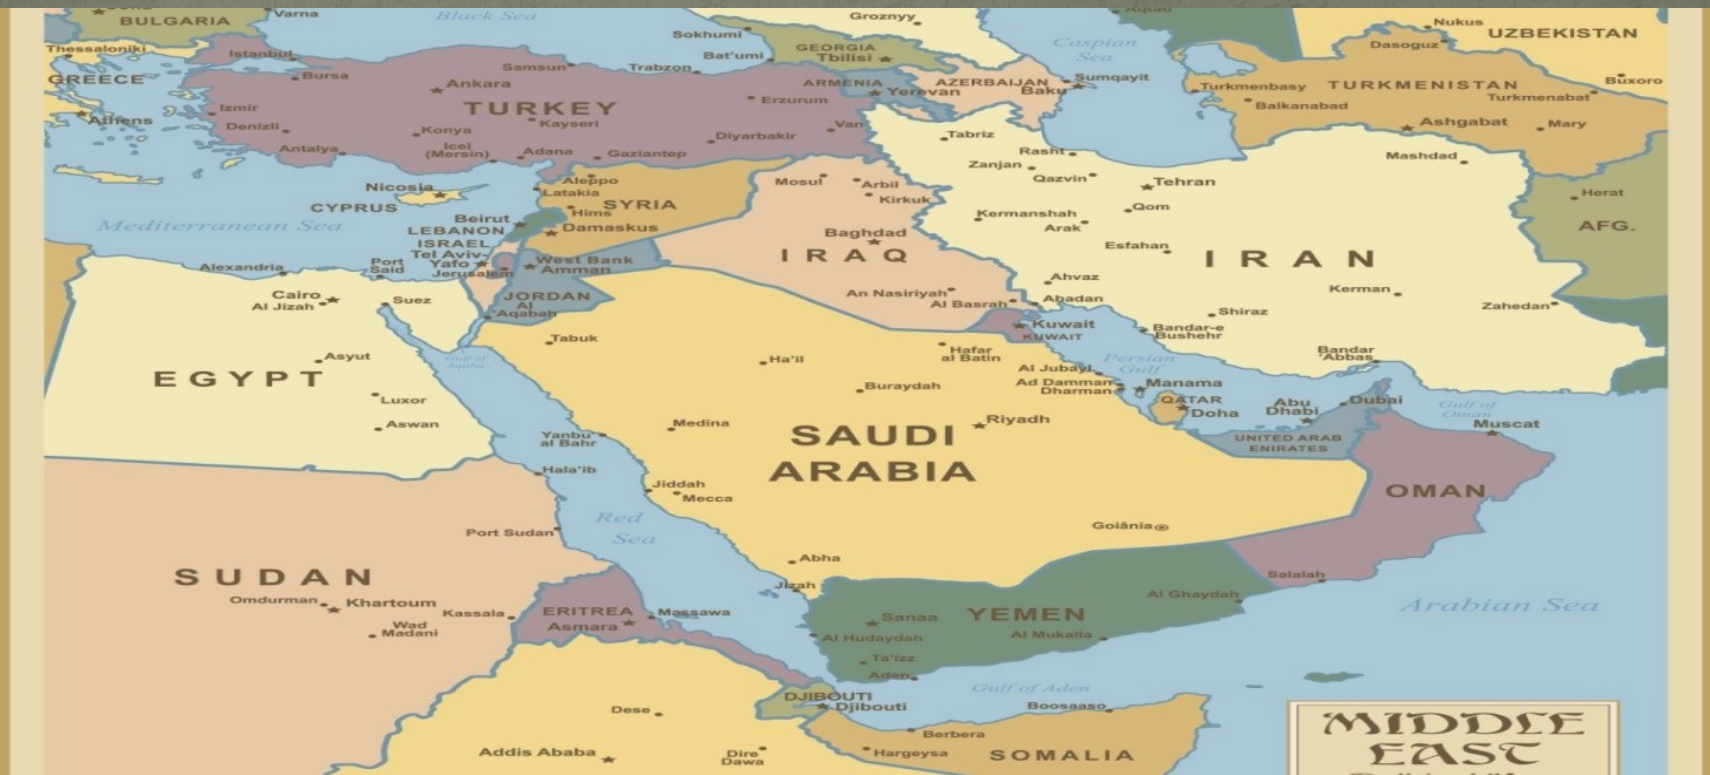 Varna
Black Sea
Groznyy
BULGARIA
Sokhumi
Caspian
Sea
Nukus
UZBEKISTAN
Dasoguz
Thessaloniki
Istanbul
GEORGIA
Tbilisi
Bat'umi
GREECE
Bursa
Ankara
Samsun
Trabzon
ARMENIA
Yerevan
AZERBAIJAN
Baku
Sumqayit
Turkmenbasy
TURKMENISTAN
Buxoro
Turkmenabat
Balkanabad
Athens
Izmir
TURKEY
Erzurum
Denizli
Konya
Kayseri
Van
Diyarbakir
Tabriz
Ashgabat
Mary
Antalya
Icel
(Mersin)
Adana
Gaziantep
Rasht
Zanjan
Qazvin
Mashdad
Nicosia
CYPRUS
Aleppo
Latakia
Mosul
Arbil
Kirkuk
Tehran
Qom
Herat
AFG.
Mediterranean Sea
Beirut
LEBANON
Hims
SYRIA
Damaskus
Kermanshah
Arak
Baghdad
IRAQ
Esfahan
IRAN
ISRAEL
Tel Aviv-
Yafo
Jerusalem
West Bank
Amman
Alexandria
Port
Said
Ahvaz
Cairo
Al Jizah
Suez
JORDAN
Al
'Aqabah
An Nasiriyah
Al Basrah
Abadan
Kerman
Zahedan
Shiraz
Tabuk
Kuwait
KUWAIT
Bandar-e
Bushehr
Asyut
Gulf of
Aqaba
Ha'il
Hafar
al Batin
Persian
Gulf
Bandar
'Abbas
EGYPT
Al Jubayl
Ad Damman
Dharman
Manama
Buraydah
Luxor
QATAR
Doha
Abu
Dhabi
Dubai
Gulf of
Oman
Muscat
Aswan
Medina
Riyadh
Yanbu'
al Bahr
SAUDI
ARABIA
UNITED ARAB
ENIRATES
Hala'ib
Jiddah
Mecca
OMAN
Red
Sea
Port Sudan
Goiânia
Abha
SUDAN
Jizah
Salalah
Omdurman
Khartoum
Kassala
ERITREA
Asmara
Massawa
Al Ghaydah
Arabian Sea
Wad
Madani
Sanaa
YEMEN
Al Hudaydah
Al Mukalla
Ta'izz
Aden
DJIBOUTI
Djibouti
Gulf of Aden
Dese
Boosaaso
Berbera
Addis Ababa
Dire
Dawa
Hargeysa
SOMALIA
MIDDLE
EAST